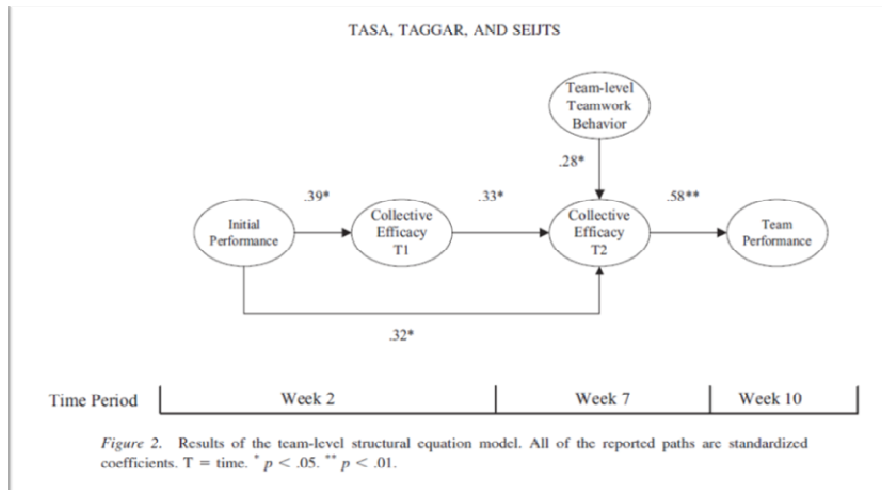 TASA, TAGGAR, AND SEIJTS
Team-level
Teamwork
Behavior
.28*
.39*
.33*
.58**
Initial
Performance
Collective
Efficacy
T1
Collective
Efficacy
T2
Team
Performance
.32*
Time Period
Week 2
Week 7
Week 10
Figure 2. Results of the team-level structural equation model. All of the reported paths are standardized
coefficients. T = time. * p < .05. ** p < .01.